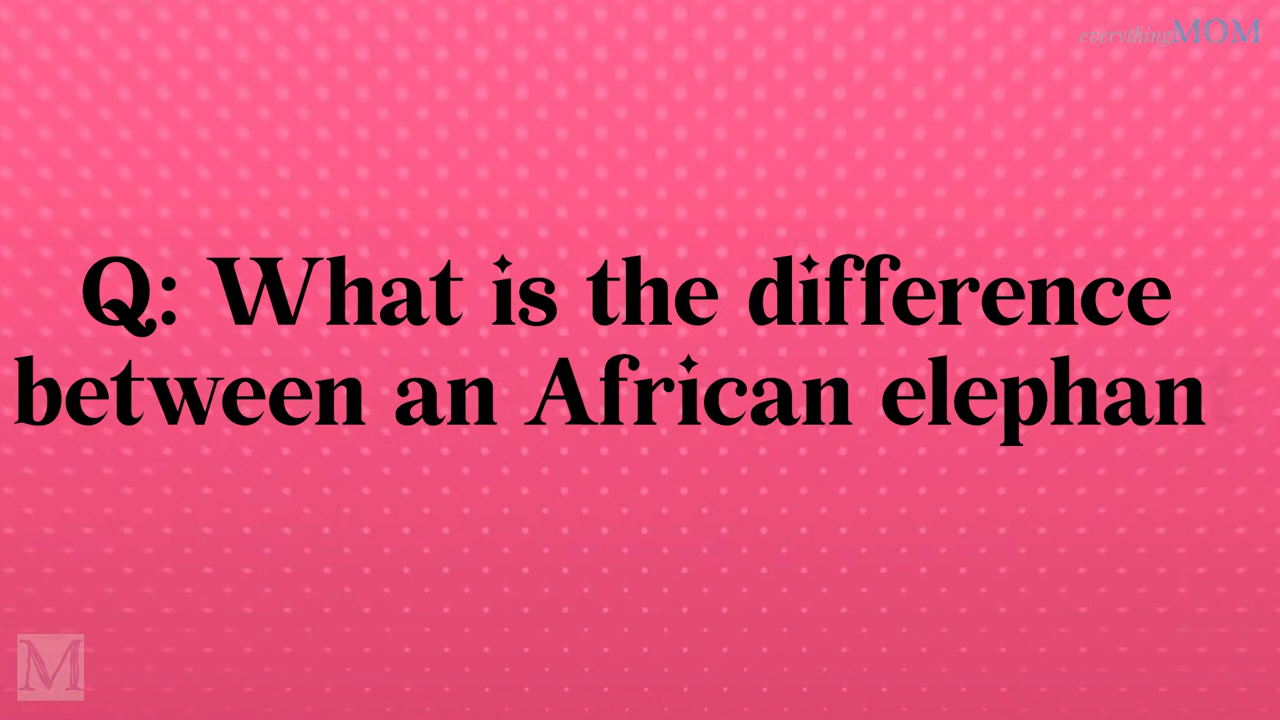 everythingMOM
Q: What is the difference
between an African elephan
M